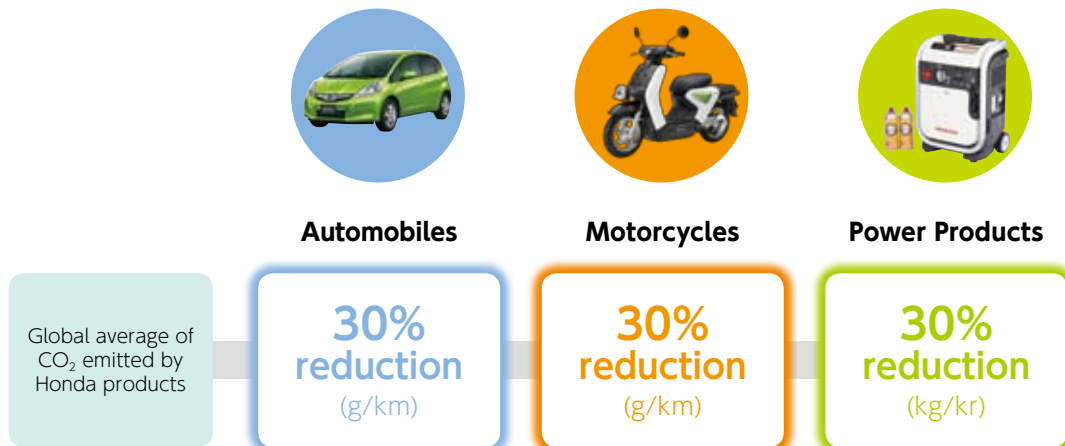 Automobiles
Motorcycles
Power Products
Global average of
CO₂ emitted by
Honda products
30%
reduction
(g/km)
30%
reduction
(g/km)
30%
reduction
(kg/kr)